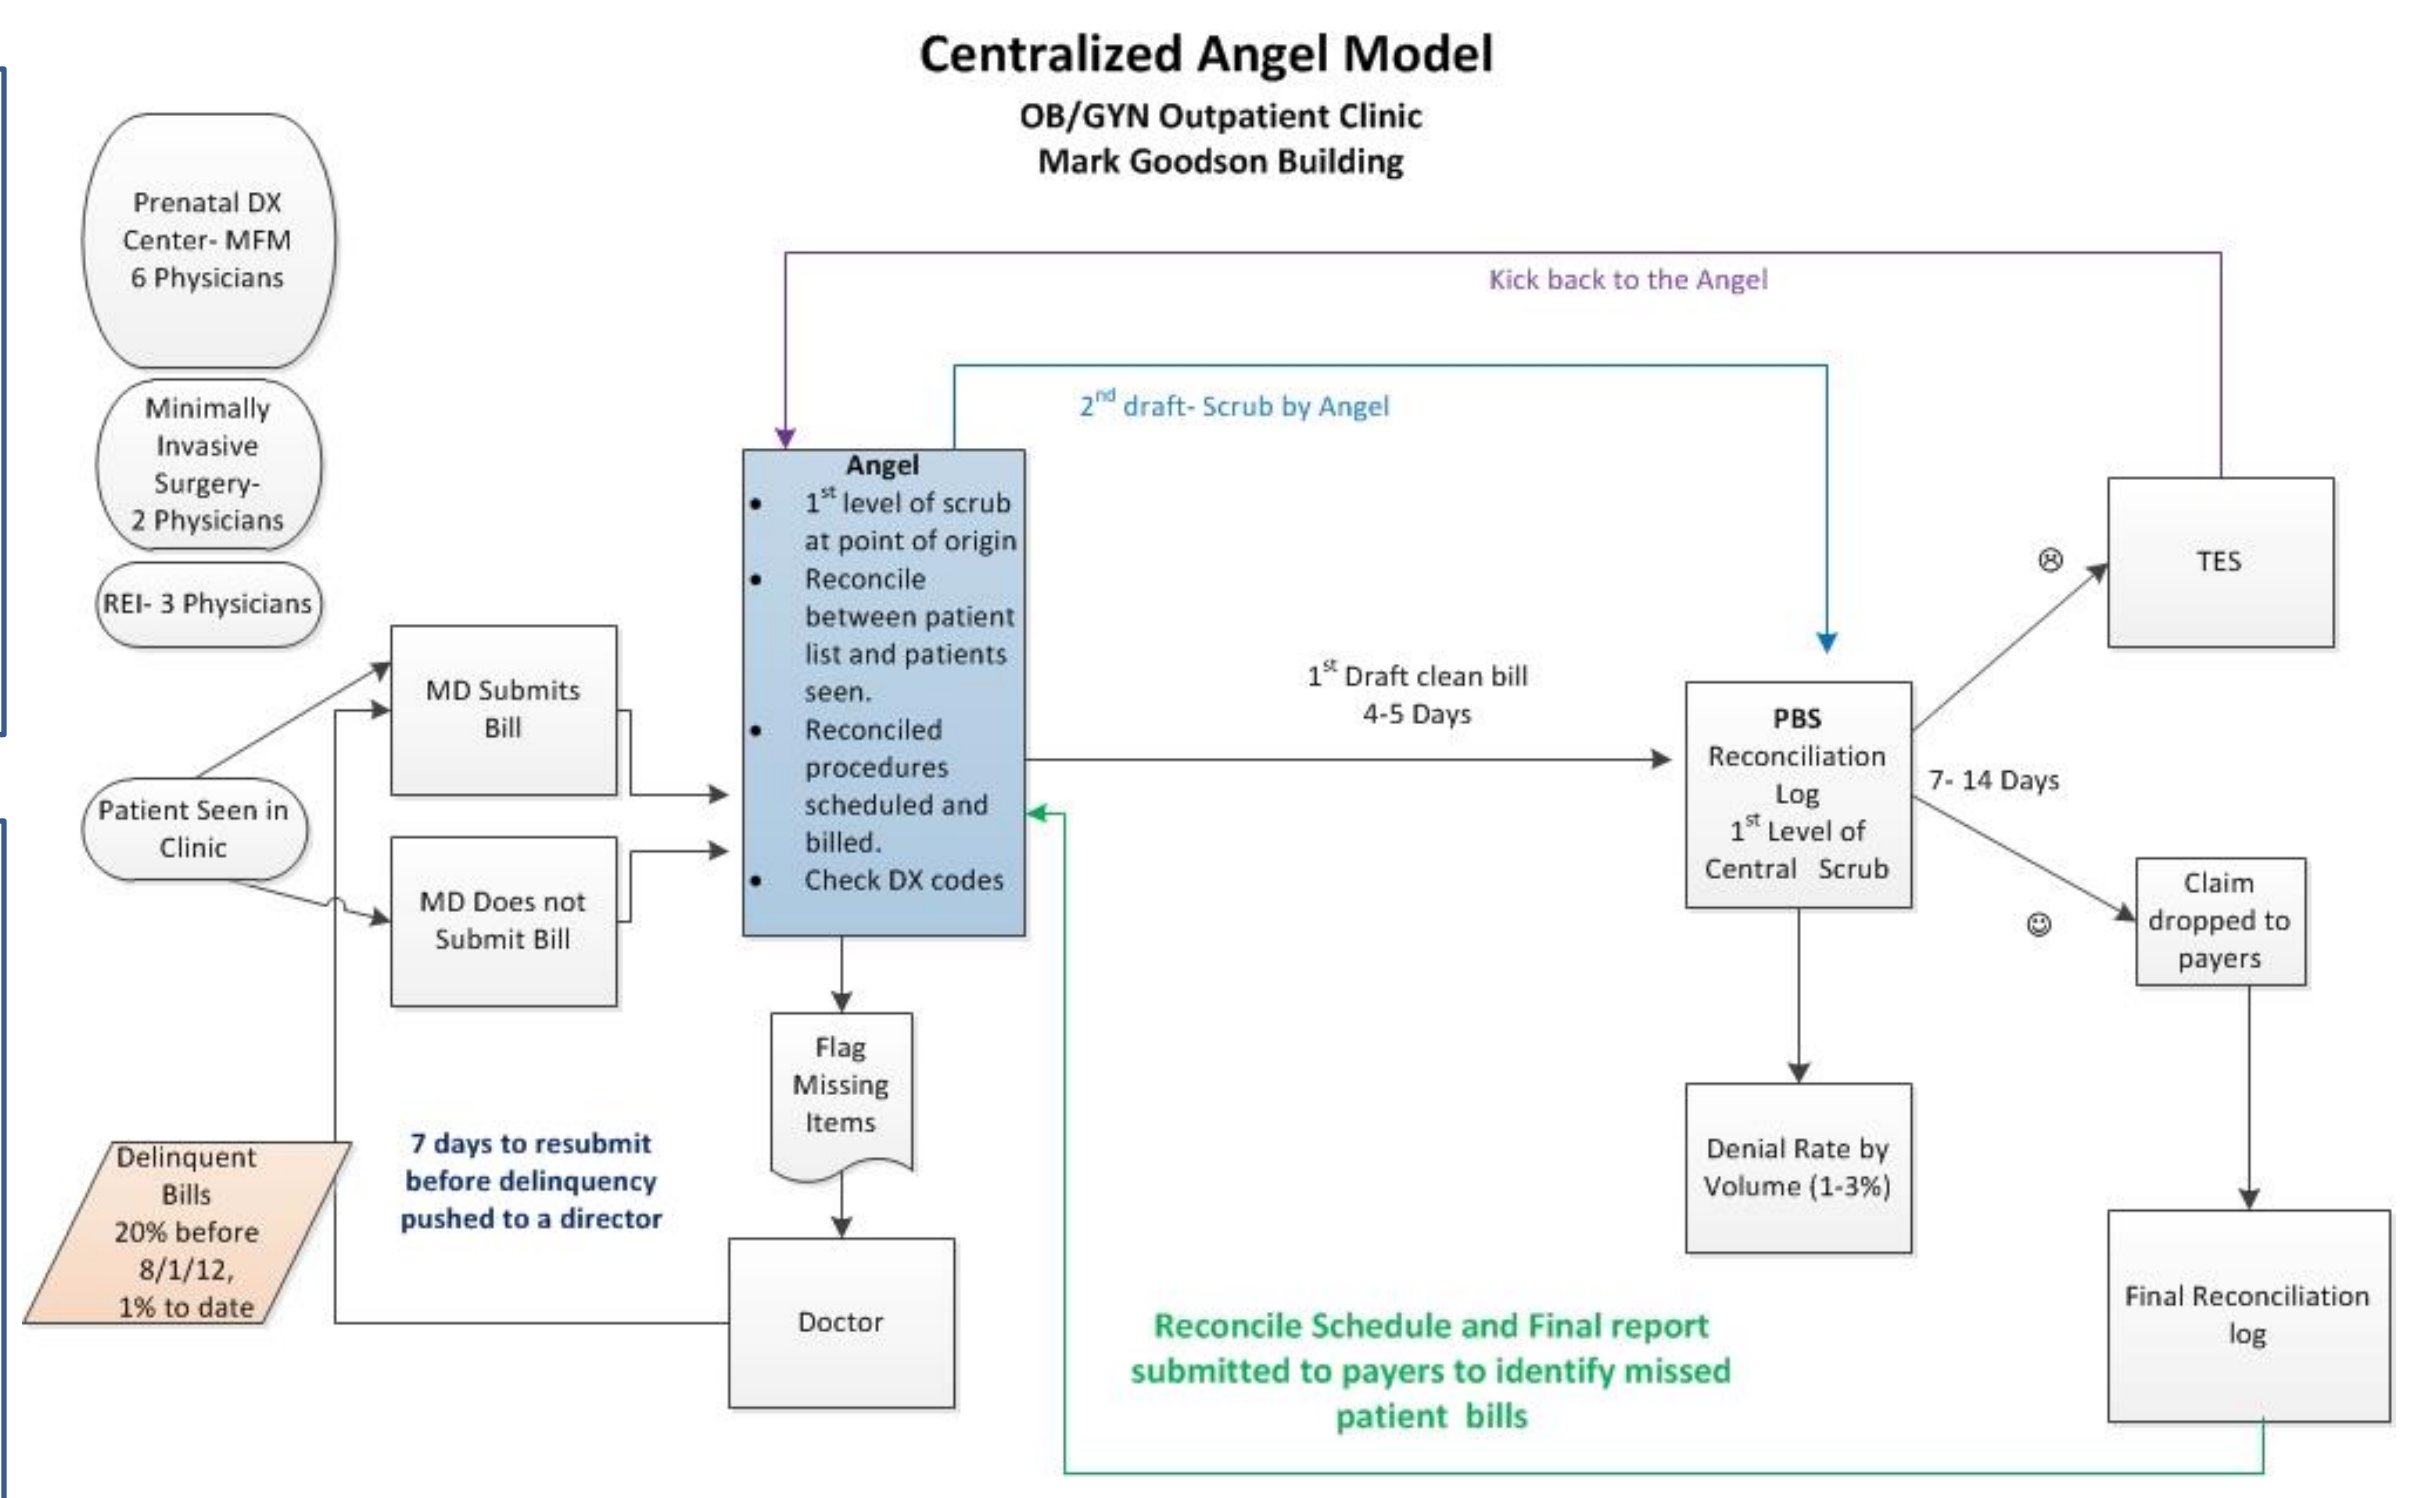 Centralized Angel Model
OB/GYN Outpatient Clinic
Mark Goodson Building
Prenatal DX
Center- MFM
6 Physicians
Minimally
Invasive
Surgery-
2 Physicians
REI- 3 Physicians
Patient Seen in
Clinic
MD Submits
Bill
MD Does not
Submit Bill
Delinquent
Bills
20% before
8/1/12,
1% to date
7 days to resubmit
before delinquency
pushed to a director
Kick back to the Angel
2nd draft- Scrub by Angel
Angel
• 1st level of scrub
at point of origin
• Reconcile
between patient
list and patients
seen.
• Reconciled
procedures
scheduled and
billed.
• Check DX codes
Flag
Missing
Items
Doctor
1st Draft clean bill
4-5 Days
PBS
Reconciliation
Log
1st Level of
Central Scrub
7- 14 Days
TES
Claim
dropped to
payers
Denial Rate by
Volume (1-3%)
Final Reconciliation
log
Reconcile Schedule and Final report
submitted to payers to identify missed
patient bills